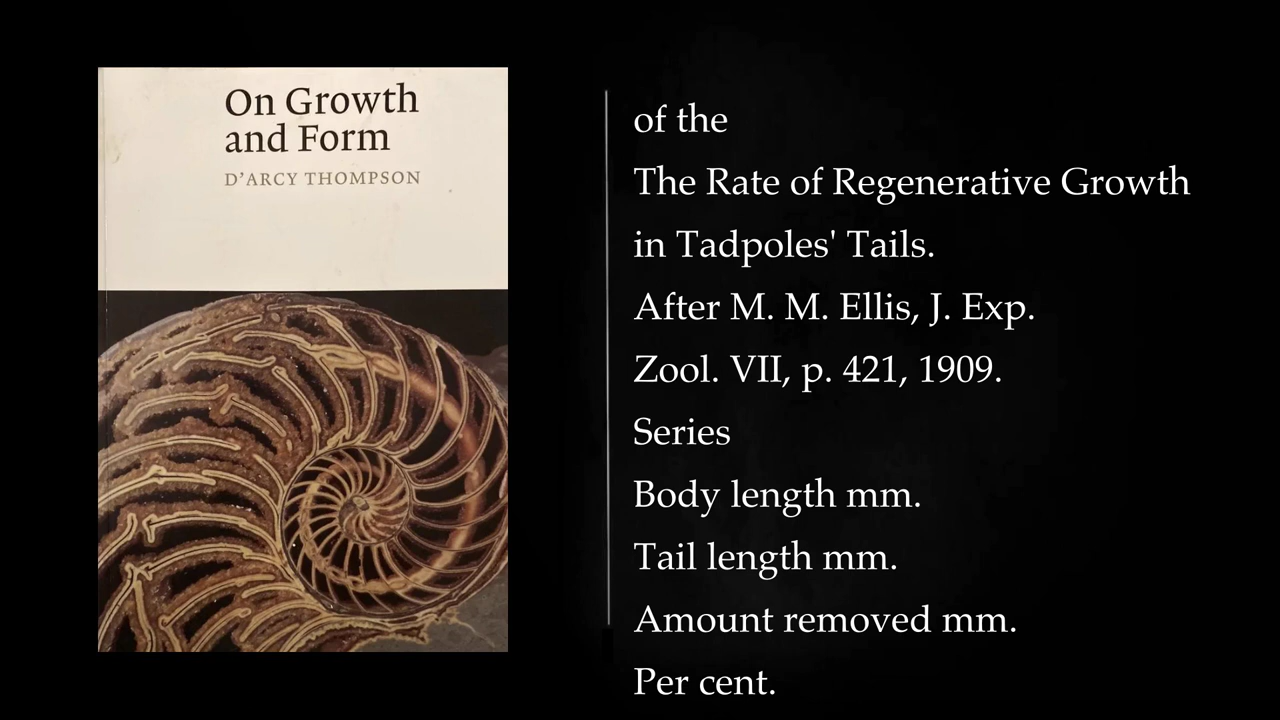 On Growth
and Form
D'ARCY THOMPSON
of the
The Rate of Regenerative Growth
in Tadpoles' Tails.
After M. M. Ellis, J. Exp.
Zool. VII, p. 421, 1909.
Series
Body length mm.
Tail length mm.
Amount removed mm.
Per cent.